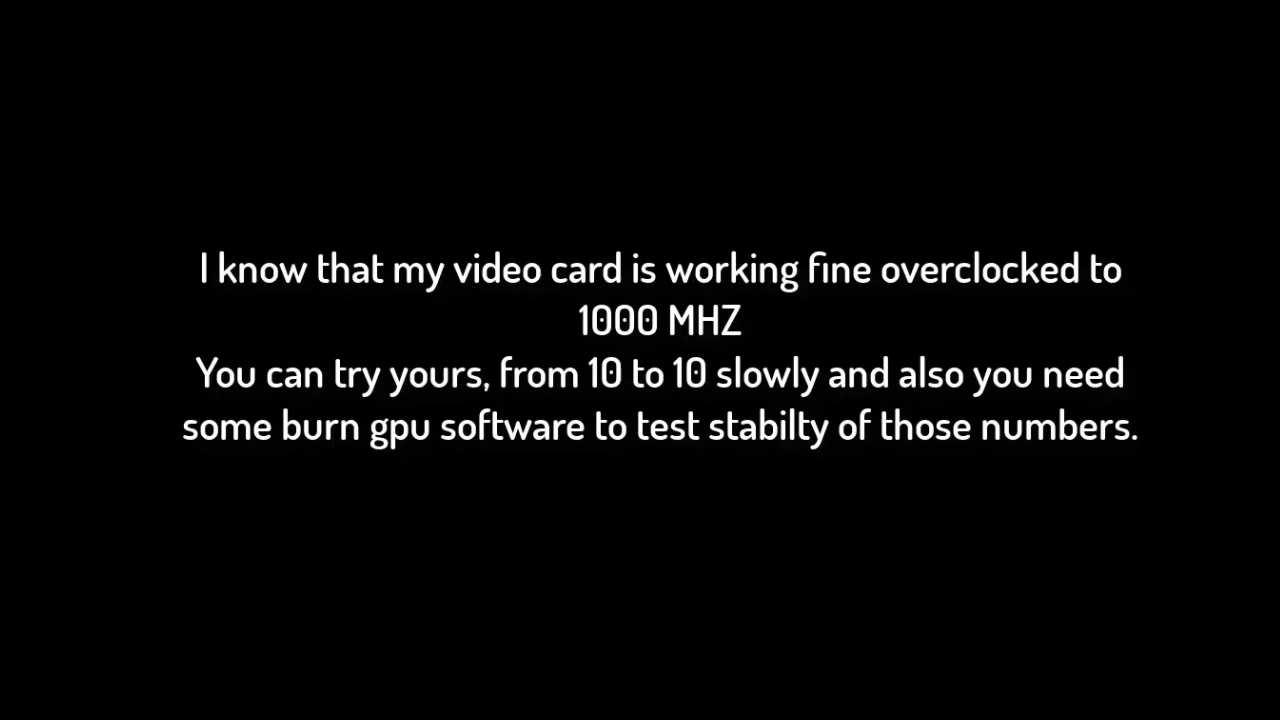 I know that my video card is working fine overclocked to
1000 MHZ
You can try yours, from 10 to 10 slowly and also you need
some burn gpu software to test stabilty of those numbers.